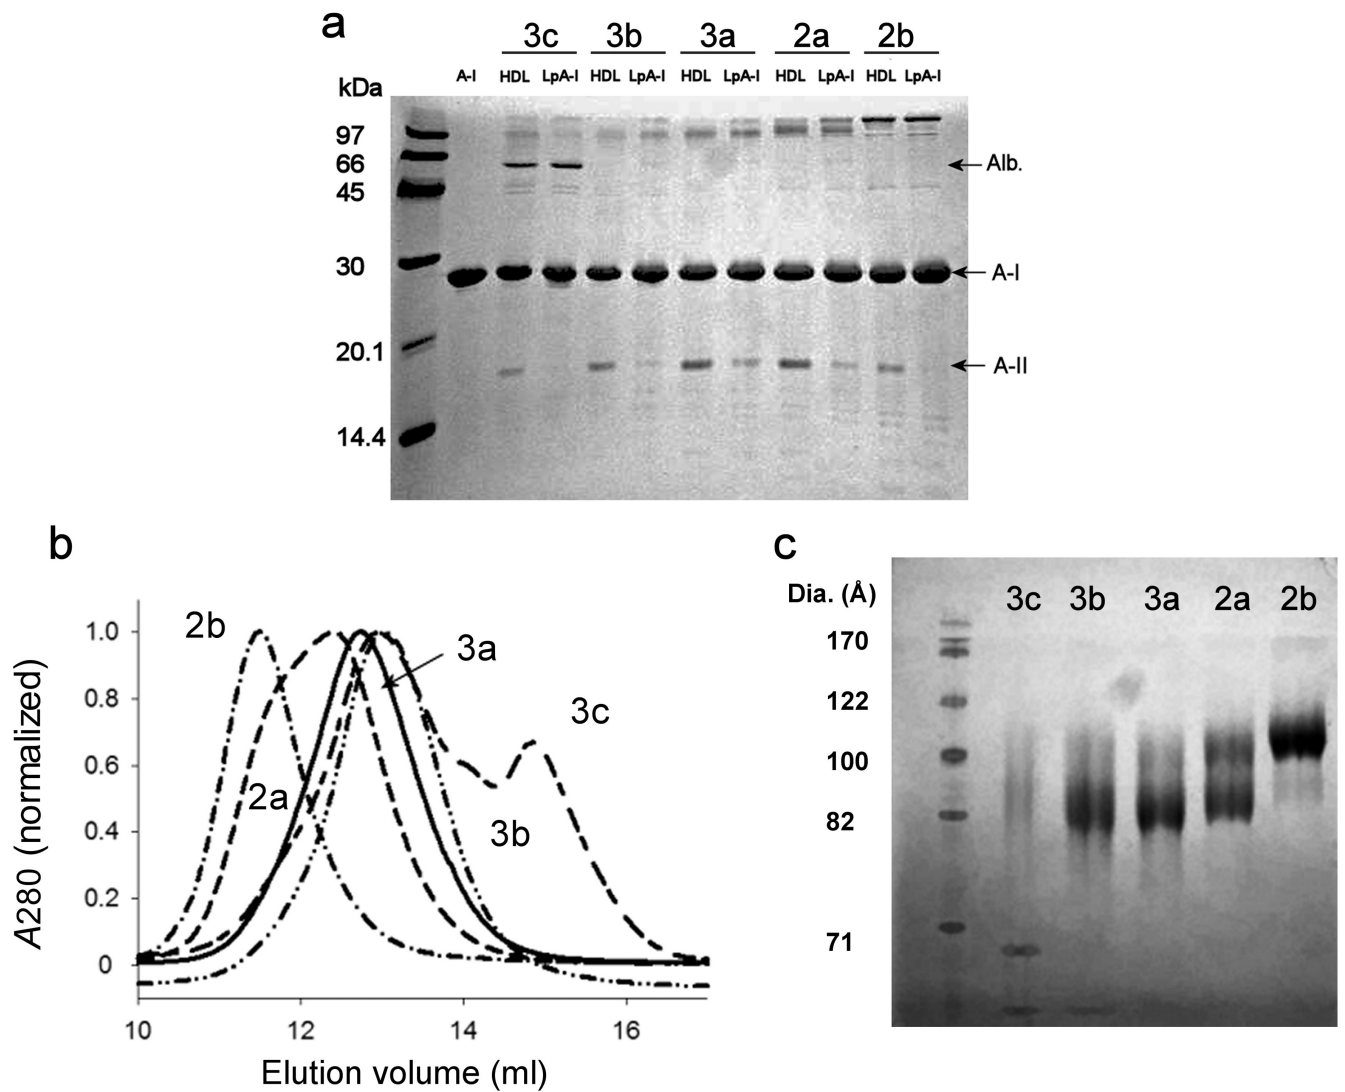 a
3c 3b 3a 2a 2b
kDa A-I HDL LpA-I HDL LpA-I HDL LpA-I HDL LpA-I HDL LpA-I
97
66 Alb.
45
30 A-I
20.1 A-II
14.4
b
2b
3a
3c
2a
3b
A280 (normalized)
1.0
0.8
0.6
0.4
0.2
0
10 12 14 16
Elution volume (ml)
c
Dia. (Å) 3c 3b 3a 2a 2b
170
122
100
82
71